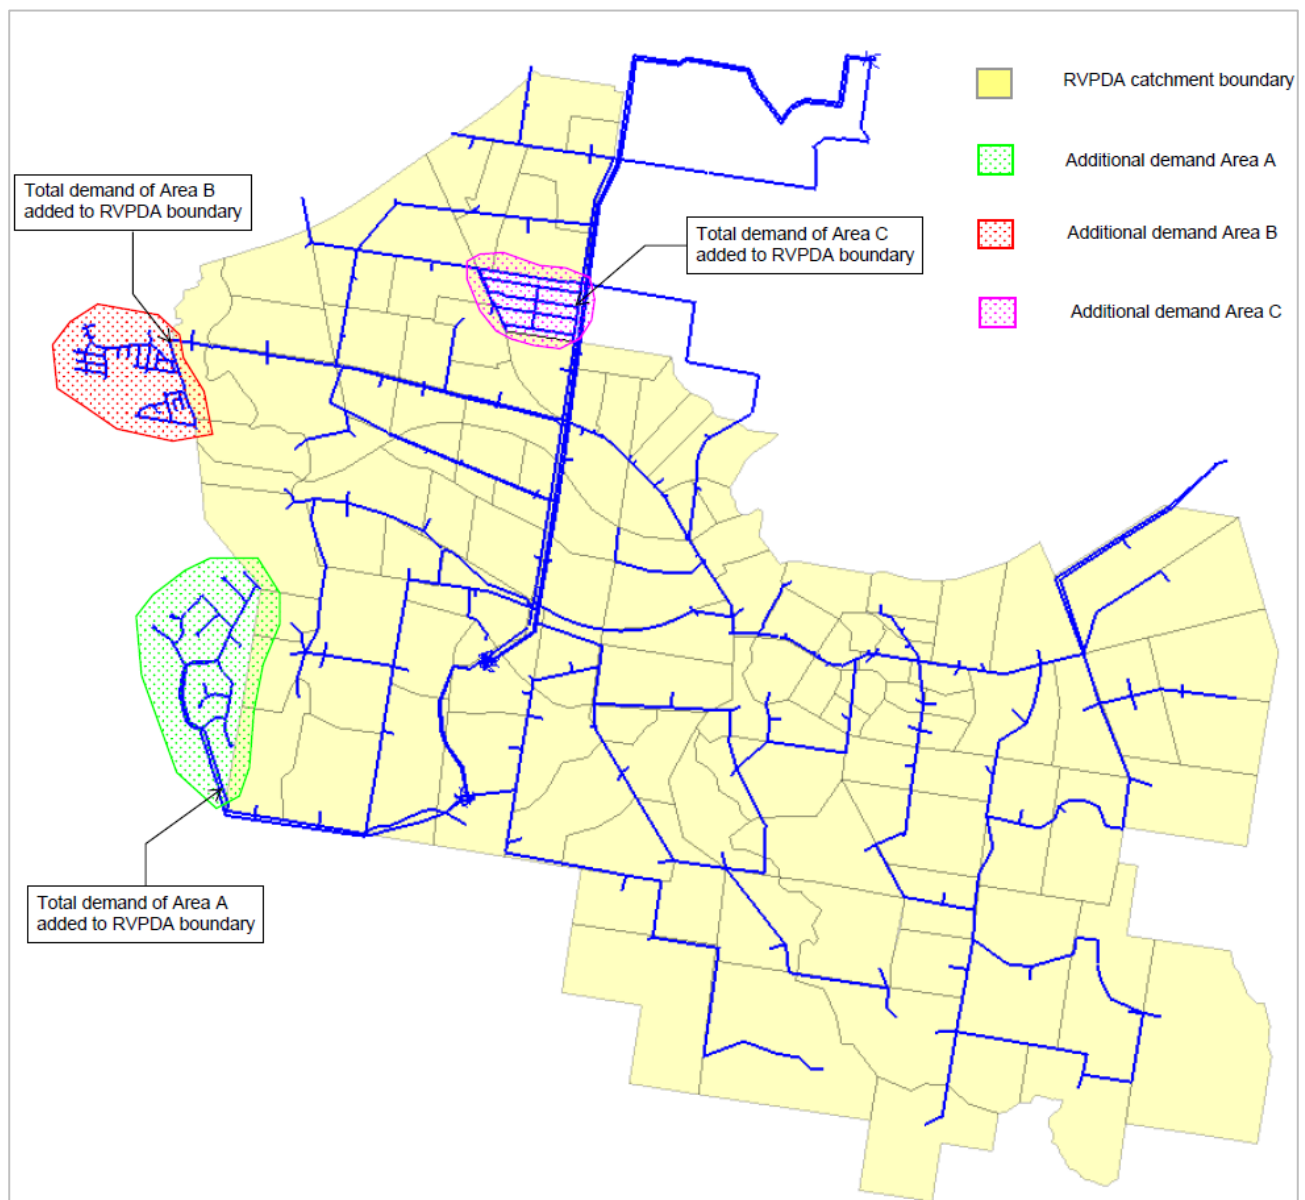 RVPDA catchment boundary
Additional demand Area A
Additional demand Area B
Additional demand Area C
Total demand of Area B
added to RVPDA boundary
Total demand of Area C
added to RVPDA boundary
Total demand of Area A
added to RVPDA boundary